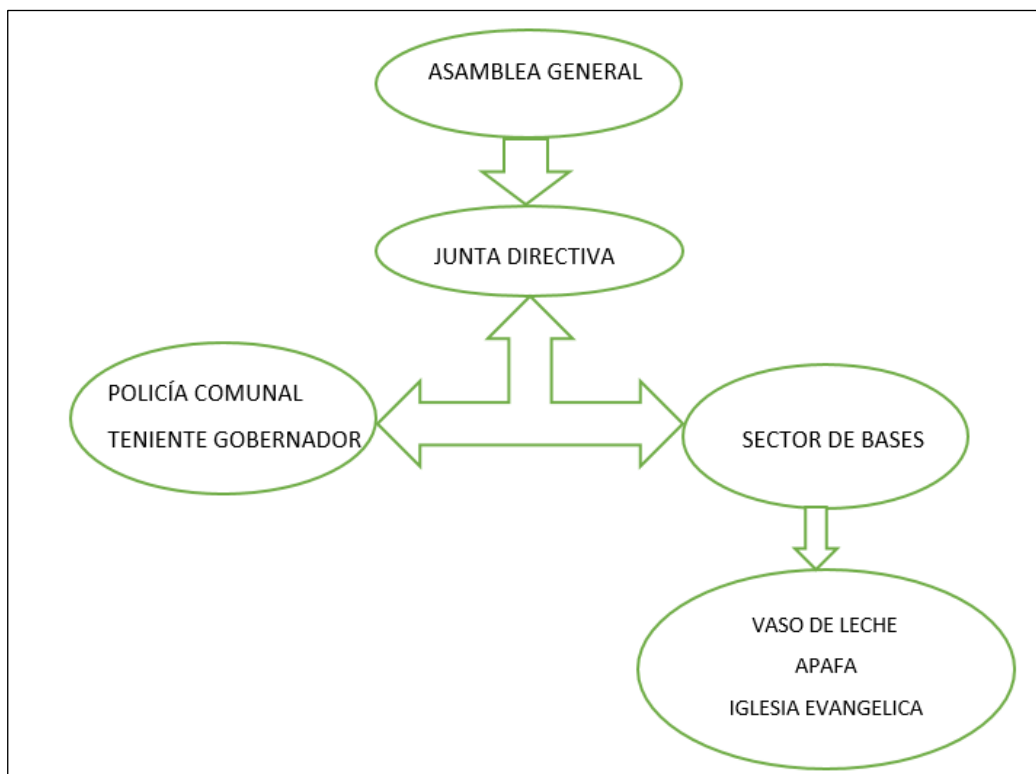 ASAMBLEA GENERAL
JUNTA DIRECTIVA
POLICÍA COMUNAL
TENIENTE GOBERNADOR
SECTOR DE BASES
VASO DE LECHE
APAFA
IGLESIA EVANGELICA